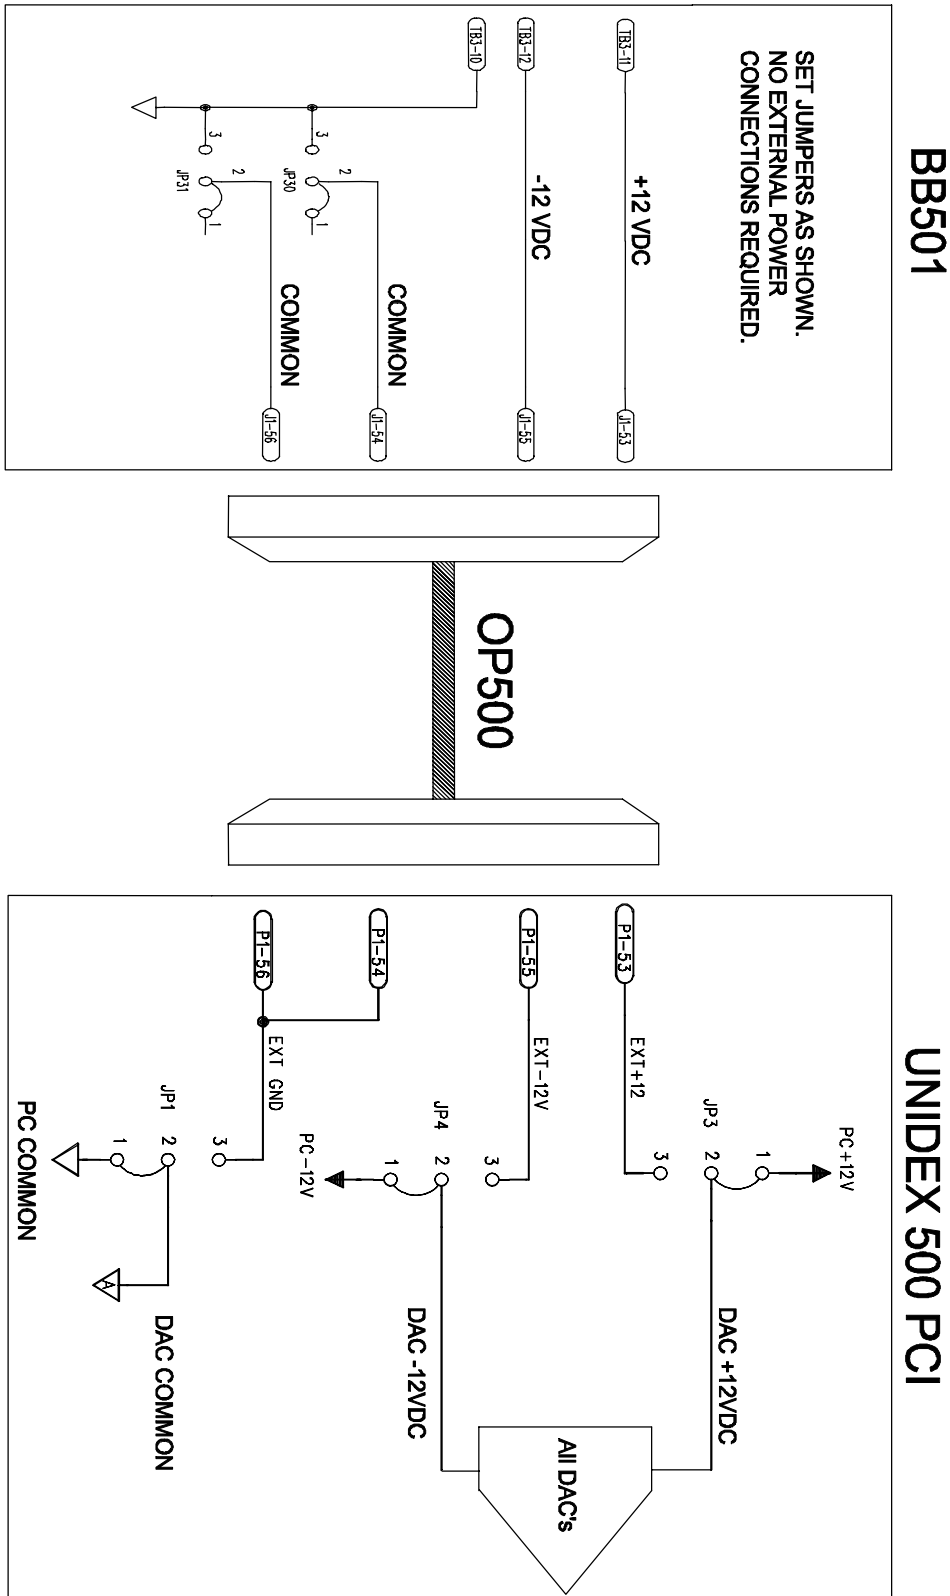 BB501
SET JUMPERS AS SHOWN.
NO EXTERNAL POWER
CONNECTIONS REQUIRED.
TB3-11
+12 VDC
J1-53
TB3-12
-12 VDC
J1-55
TB3-10
3
2
1
JP30
COMMON
J1-54
3
2
1
JP31
COMMON
J1-56
OP500
UNIDEX 500 PCI
PC+12V
P1-53
EXT+12
JP3
1
2
3
DAC +12VDC
P1-55
EXT-12V
JP4
3
2
1
PC-12V
DAC -12VDC
All DAC's
P1-54
P1-56
EXT GND
JP1
3
2
1
PC COMMON
A
DAC COMMON